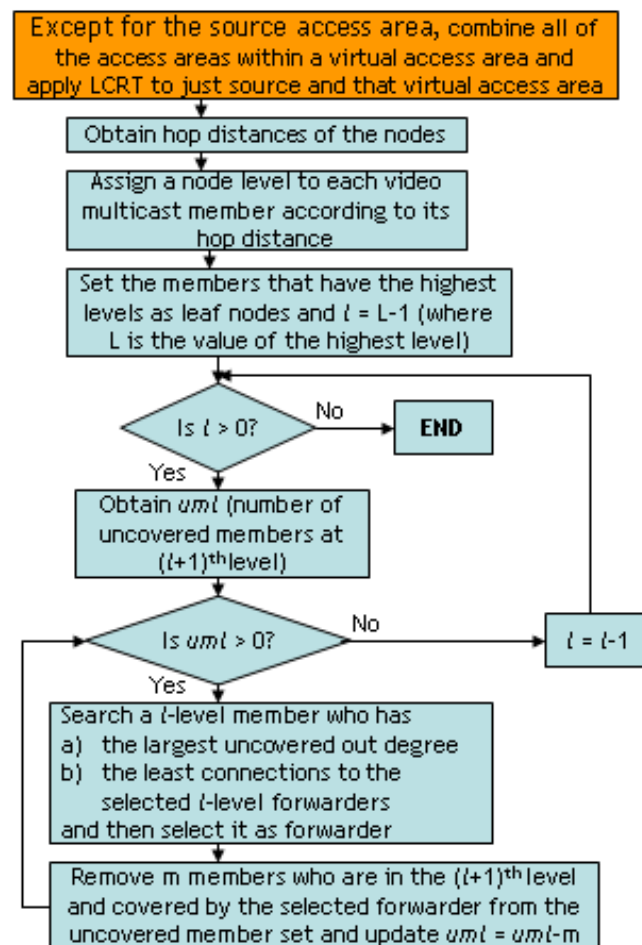 Except for the source access area, combine all of
the access areas within a virtual access area and
apply LCRT to just source and that virtual access area
Obtain hop distances of the nodes
Assign a node level to each video
multicast member according to its
hop distance
Set the members that have the highest
levels as leaf nodes and l = L-1 (where
L is the value of the highest level)
Is l > 0?
No
END
Yes
Obtain uml (number of
uncovered members at
(l+1)th level)
Is uml > 0?
No
l = l-1
Yes
Search a l-level member who has
a) the largest uncovered out degree
b) the least connections to the
selected l-level forwarders
and then select it as forwarder
Remove m members who are in the (l+1)th level
and covered by the selected forwarder from the
uncovered member set and update uml = uml-m